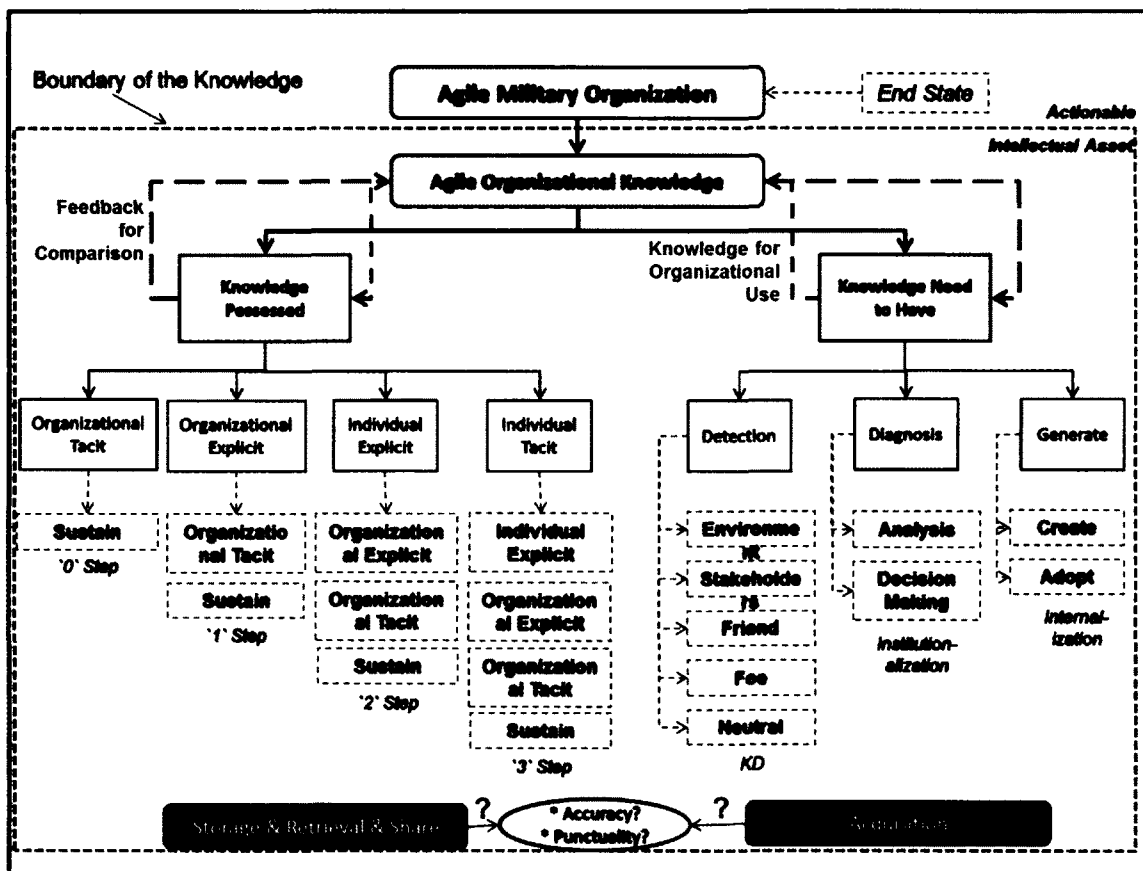 Boundary of the Knowledge
Agile Military Organization
End State
Actionable
Intellectual Asset
Agile Organisational Knowledge
Feedback
for
Comparison
Knowledge for
Organizational
Use
Knowledge
Possessed
Knowledge Need
to Have
Organizational
Tacit
Organizational
Explicit
Individual
Explicit
Individual
Tacit
Detection
Diagnosis
Generate
Sustain
`0` Step
Organizatio
nal Tacit
Sustain
`1` Step
Organization
al Explicit
Organization
al Tacit
Sustain
`2` Step
Individual
Explicit
Organization
al Explicit
Organization
al Tacit
Sustain
`3` Step
Environme
nt
Stakeholde
rs
Friend
Foe
Neutral
KD
Analysis
Decision
Making
Institution-
alization
Create
Adopt
Internal-
ization
Storage & Retrieval & Share
?
* Accuracy?
* Punctuality?
?
Acquisition